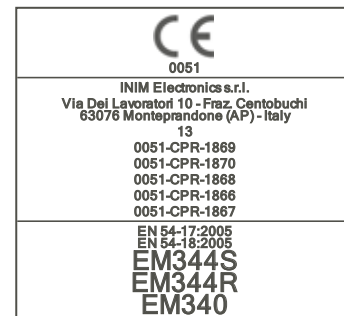 CE
0051
INIM Electronics s.r.l.
Via Dei Lavoratori 10 - Fraz. Centobuchi
63076 Monteprandone (AP) - Italy
13
0051-CPR-1869
0051-CPR-1870
0051-CPR-1868
0051-CPR-1866
0051-CPR-1867
EN 54-17:2005
EN 54-18:2005
EM344S
EM344R
EM340